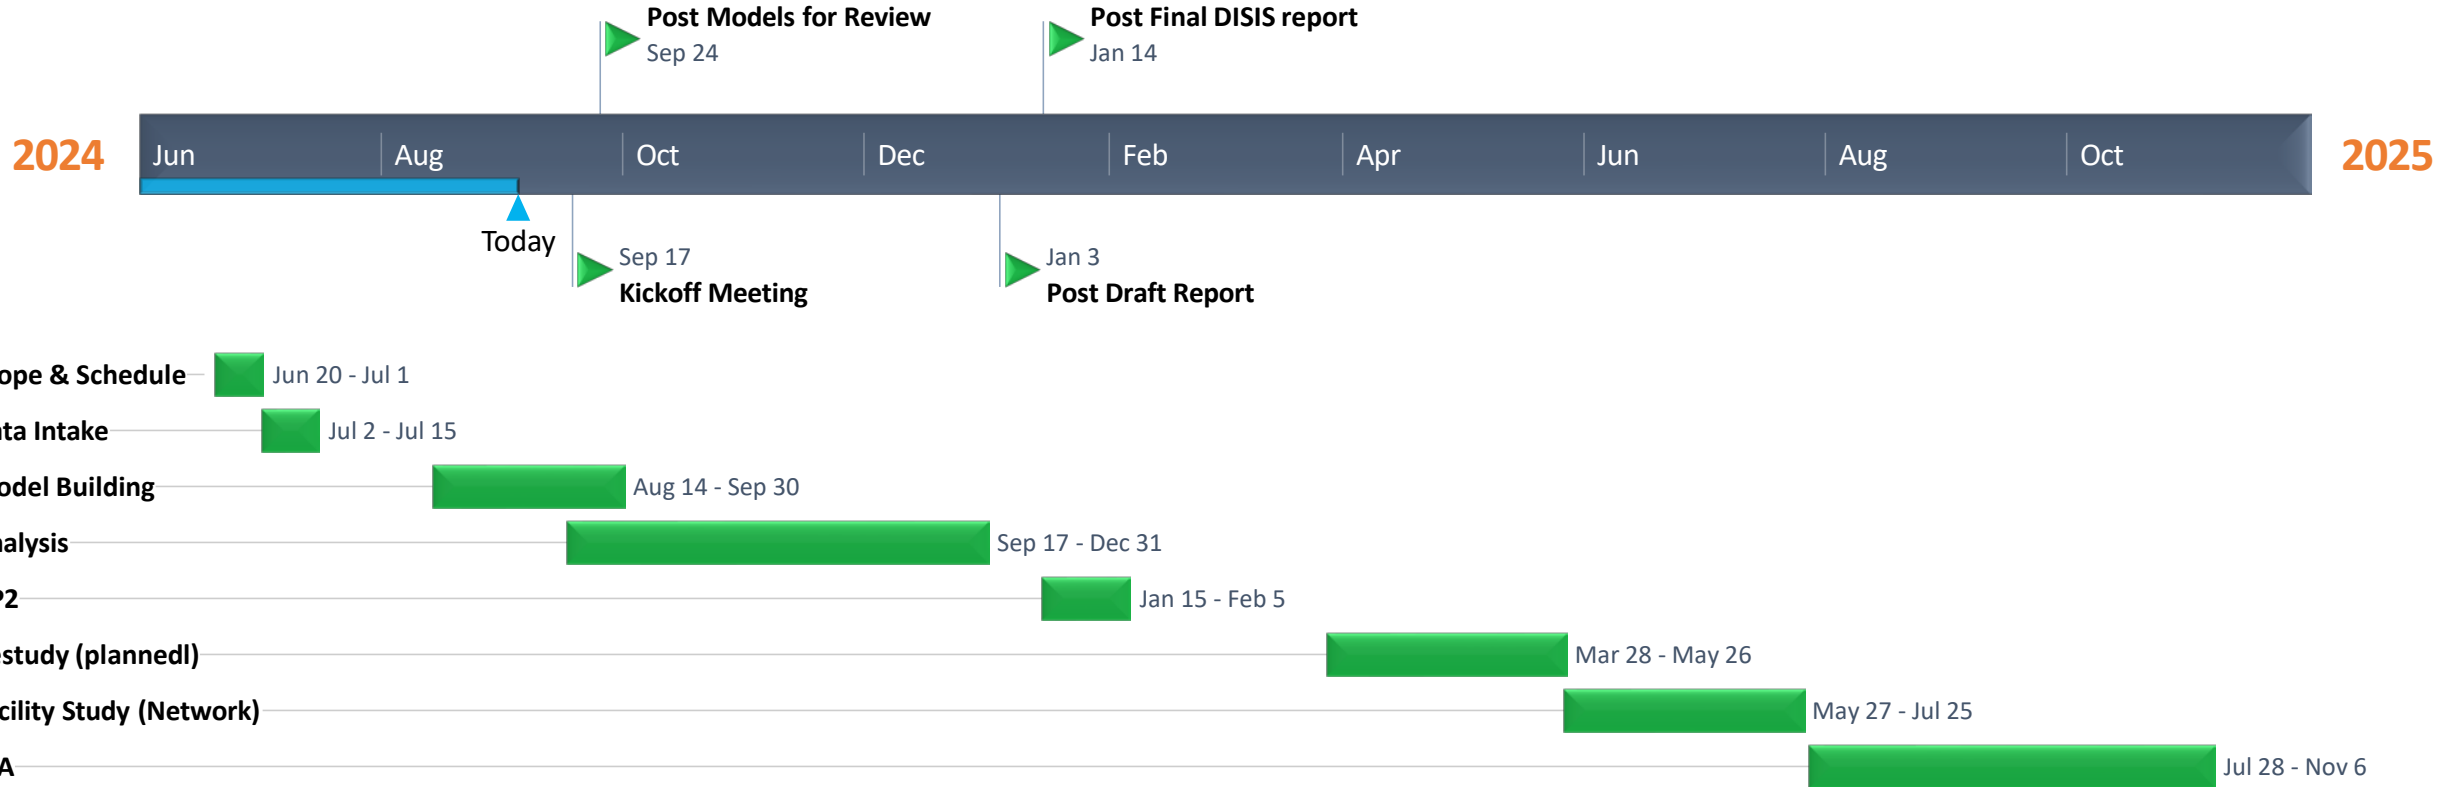 Post Models for Review
Sep 24
Post Final DISIS report
Jan 14
2024
Jun
Aug
Oct
Dec
Feb
Apr
Jun
Aug
Oct
2025
Today
Sep 17
Kickoff Meeting
Jan 3
Post Draft Report
ope & Schedule
Jun 20 - Jul 1
ta Intake
Jul 2 - Jul 15
odel Building
Aug 14 - Sep 30
nalysis
Sep 17 - Dec 31
P2
Jan 15 - Feb 5
estudy (plannedl)
Mar 28 - May 26
cility Study (Network)
May 27 - Jul 25
A
Jul 28 - Nov 6